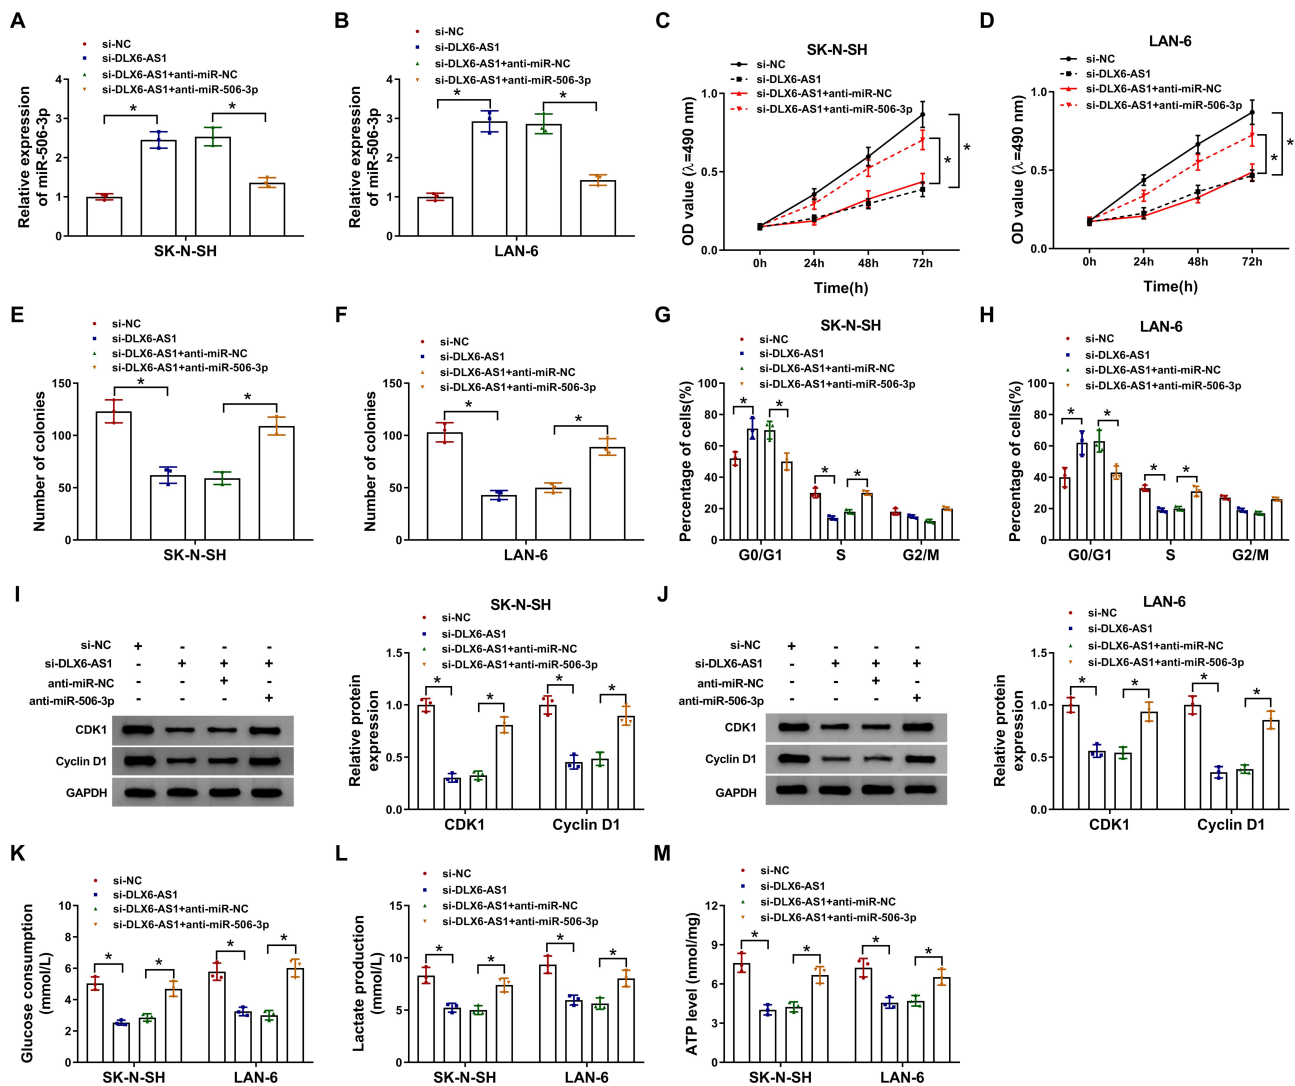 A
si-NC
si-DLX6-AS1
si-DLX6-AS1+anti-miR-NC
si-DLX6-AS1+anti-miR-506-3p
Relative expression
of miR-506-3p
4
3
2
1
0
* *
SK-N-SH
B
si-NC
si-DLX6-AS1
si-DLX6-AS1+anti-miR-NC
si-DLX6-AS1+anti-miR-506-3p
Relative expression
of miR-506-3p
4
3
2
1
0
* *
LAN-6
C
SK-N-SH
si-NC
si-DLX6-AS1
si-DLX6-AS1+anti-miR-NC
si-DLX6-AS1+anti-miR-506-3p
OD value (λ=490 nm)
1.0
0.5
0.0
* *
0h 24h 48h 72h
Time(h)
D
LAN-6
si-NC
si-DLX6-AS1
si-DLX6-AS1+anti-miR-NC
si-DLX6-AS1+anti-miR-506-3p
OD value (λ=490 nm)
1.0
0.5
0.0
* *
0h 24h 48h 72h
Time(h)
E
si-NC
si-DLX6-AS1
si-DLX6-AS1+anti-miR-NC
si-DLX6-AS1+anti-miR-506-3p
Number of colonies
150
100
50
0
* *
SK-N-SH
F
si-NC
si-DLX6-AS1
si-DLX6-AS1+anti-miR-NC
si-DLX6-AS1+anti-miR-506-3p
Number of colonies
150
100
50
0
* *
LAN-6
G
SK-N-SH
si-NC
si-DLX6-AS1
si-DLX6-AS1+anti-miR-NC
si-DLX6-AS1+anti-miR-506-3p
Percentage of cells(%)
100
80
60
40
20
0
* * * *
G0/G1 S G2/M
H
LAN-6
si-NC
si-DLX6-AS1
si-DLX6-AS1+anti-miR-NC
si-DLX6-AS1+anti-miR-506-3p
Percentage of cells(%)
100
80
60
40
20
0
* * * *
G0/G1 S G2/M
I
si-NC + - - -
si-DLX6-AS1 - + + +
anti-miR-NC - - + -
anti-miR-506-3p - - - +
CDK1
Cyclin D1
GAPDH
SK-N-SH
si-NC
si-DLX6-AS1
si-DLX6-AS1+anti-miR-NC
si-DLX6-AS1+anti-miR-506-3p
Relative protein
expression
1.5
1.0
0.5
0.0
* * * *
CDK1 Cyclin D1
J
si-NC + - - -
si-DLX6-AS1 - + + +
anti-miR-NC - - + -
anti-miR-506-3p - - - +
CDK1
Cyclin D1
GAPDH
LAN-6
si-NC
si-DLX6-AS1
si-DLX6-AS1+anti-miR-NC
si-DLX6-AS1+anti-miR-506-3p
Relative protein
expression
1.5
1.0
0.5
0.0
* * * *
CDK1 Cyclin D1
K
si-NC
si-DLX6-AS1
si-DLX6-AS1+anti-miR-NC
si-DLX6-AS1+anti-miR-506-3p
Glucose consumption
(mmol/L)
10
8
6
4
2
0
* * * *
SK-N-SH LAN-6
L
si-NC
si-DLX6-AS1
si-DLX6-AS1+anti-miR-NC
si-DLX6-AS1+anti-miR-506-3p
Lactate production
(mmol/L)
15
10
5
0
* * * *
SK-N-SH LAN-6
M
si-NC
si-DLX6-AS1
si-DLX6-AS1+anti-miR-NC
si-DLX6-AS1+anti-miR-506-3p
ATP level (nmol/mg)
12
9
6
3
0
* * * *
SK-N-SH LAN-6